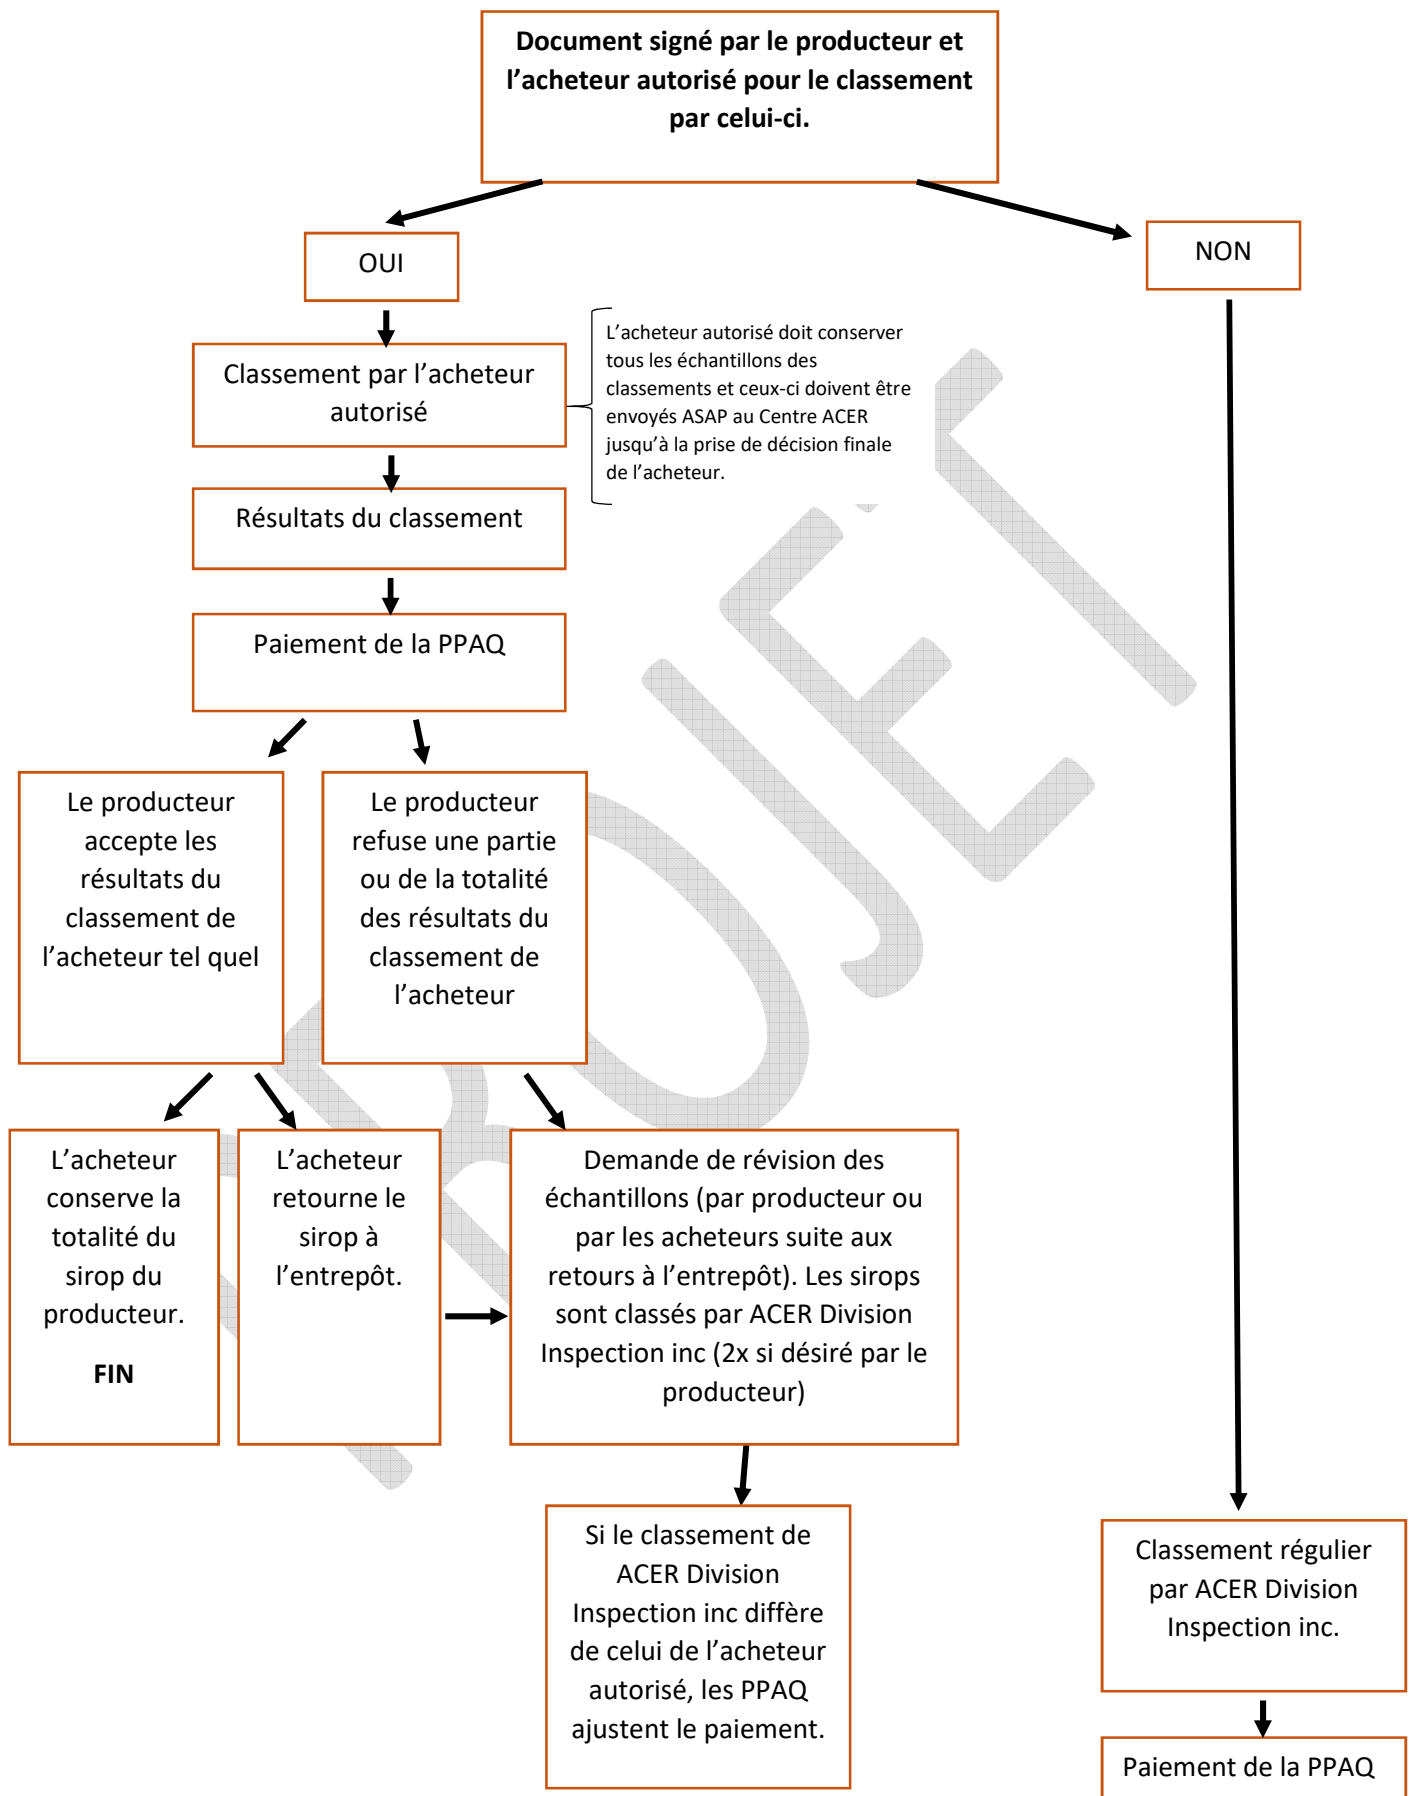 Document signé par le producteur et
l’acheteur autorisé pour le classement
par celui-ci.
OUI
NON
Classement par l’acheteur
autorisé
L’acheteur autorisé doit conserver
tous les échantillons des
classements et ceux-ci doivent être
envoyés ASAP au Centre ACER
jusqu’à la prise de décision finale
de l’acheteur.
Résultats du classement
Paiement de la PPAQ
Le producteur
accepte les
résultats du
classement de
l’acheteur tel quel
Le producteur
refuse une partie
ou de la totalité
des résultats du
classement de
l’acheteur
L’acheteur
conserve la
totalité du
sirop du
producteur.
FIN
L’acheteur
retourne le
sirop à
l’entrepôt.
Demande de révision des
échantillons (par producteur ou
par les acheteurs suite aux
retours à l’entrepôt). Les sirops
sont classés par ACER Division
Inspection inc (2x si désiré par le
producteur)
Si le classement de
ACER Division
Inspection inc diffère
de celui de l’acheteur
autorisé, les PPAQ
ajustent le paiement.
Classement régulier
par ACER Division
Inspection inc.
Paiement de la PPAQ
PROJET